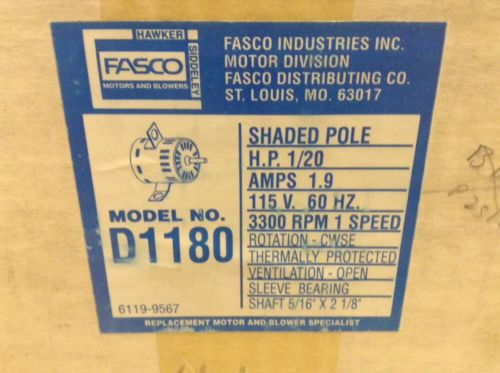 HAWKER
SIDDELEY
FASCO
MOTORS AND BLOWERS
FASCO INDUSTRIES INC.
MOTOR DIVISION
FASCO DISTRIBUTING CO.
ST. LOUIS, MO. 63017
MODEL NO.
D1180
6119-9567
SHADED POLE
H.P. 1/20
AMPS 1.9
115 V. 60 HZ.
3300 RPM 1 SPEED
ROTATION - CWSE
THERMALLY PROTECTED
VENTILATION - OPEN
SLEEVE BEARING
SHAFT 5/16" X 2 1/8"
REPLACEMENT MOTOR AND BLOWER SPECIALIST